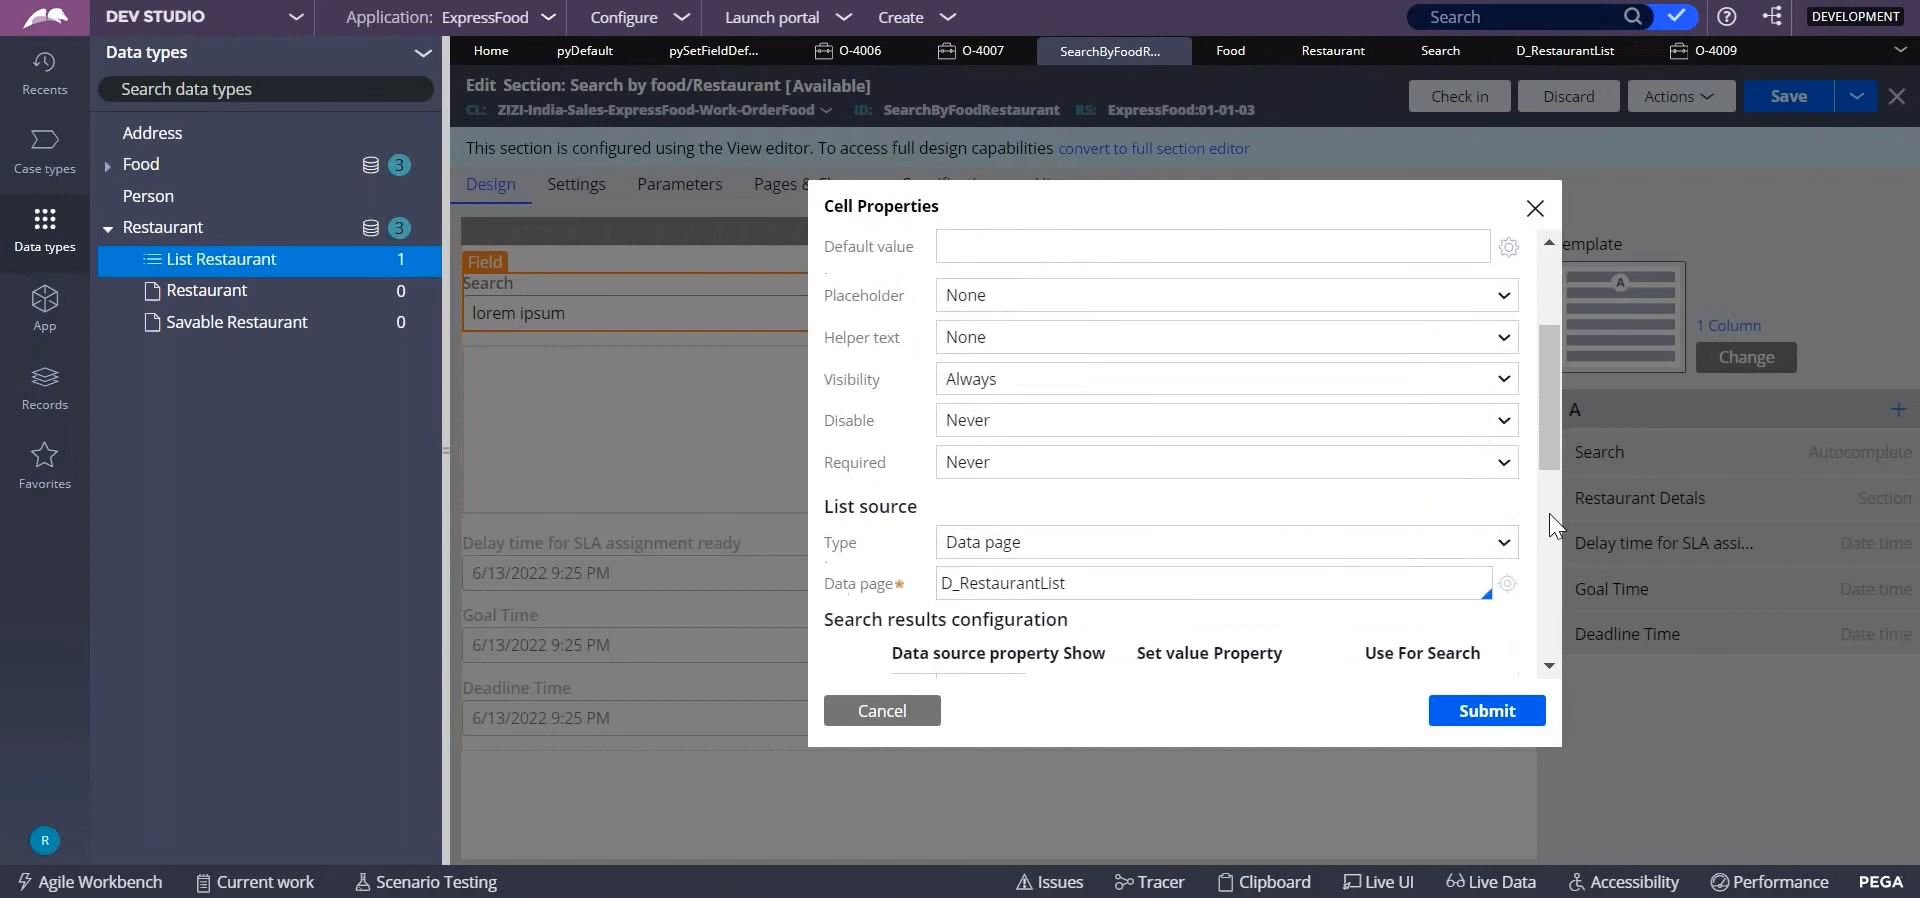 DEV STUDIO
Application: ExpressFood
Configure
Launch portal
Create
Search
DEVELOPMENT
Recents
Case types
Data types
App
Records
Favorites
R
Data types
Search data types
Address
Food 3
Person
Restaurant 3
List Restaurant 1
Restaurant 0
Savable Restaurant 0
Home
pyDefault
pySetFieldDef...
O-4006
O-4007
SearchByFoodR...
Food
Restaurant
Search
D_RestaurantList
O-4009
Edit Section: Search by food/Restaurant [Available]
CL: ZIZI-India-Sales-ExpressFood-Work-OrderFood ID: SearchByFoodRestaurant RS: ExpressFood:01-01-03
Check in
Discard
Actions
Save
This section is configured using the View editor. To access full design capabilities convert to full section editor
Design
Settings
Parameters
Pages &
Field
Search
lorem ipsum
Delay time for SLA assignment ready
6/13/2022 9:25 PM
Goal Time
6/13/2022 9:25 PM
Deadline Time
6/13/2022 9:25 PM
Cell Properties
Default value
Placeholder None
Helper text None
Visibility Always
Disable Never
Required Never
List source
Type Data page
Data page* D_RestaurantList
Search results configuration
Data source property Show Set value Property Use For Search
Cancel
Submit
emplate
A
1 Column
Change
A
Search Autocomplete
Restaurant Detals Section
Delay time for SLA assi... Date time
Goal Time Date time
Deadline Time Date time
Agile Workbench
Current work
Scenario Testing
Issues
Tracer
Clipboard
Live UI
Live Data
Accessibility
Performance
PEGA